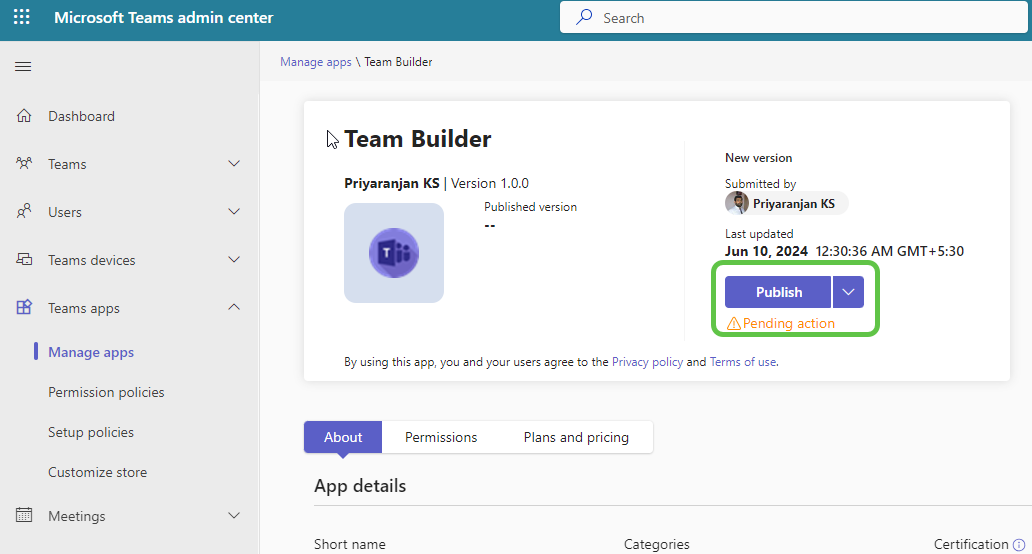 Microsoft Teams admin center
Search
Manage apps \ Team Builder
Dashboard
Teams
Users
Teams devices
Teams apps
Manage apps
Permission policies
Setup policies
Customize store
Meetings
Team Builder
Priyaranjan KS | Version 1.0.0
Published version
--
T
New version
Submitted by
Priyaranjan KS
Last updated
Jun 10, 2024 12:30:36 AM GMT+5:30
Publish
Pending action
By using this app, you and your users agree to the Privacy policy and Terms of use.
About Permissions Plans and pricing
App details
Short name Categories Certification